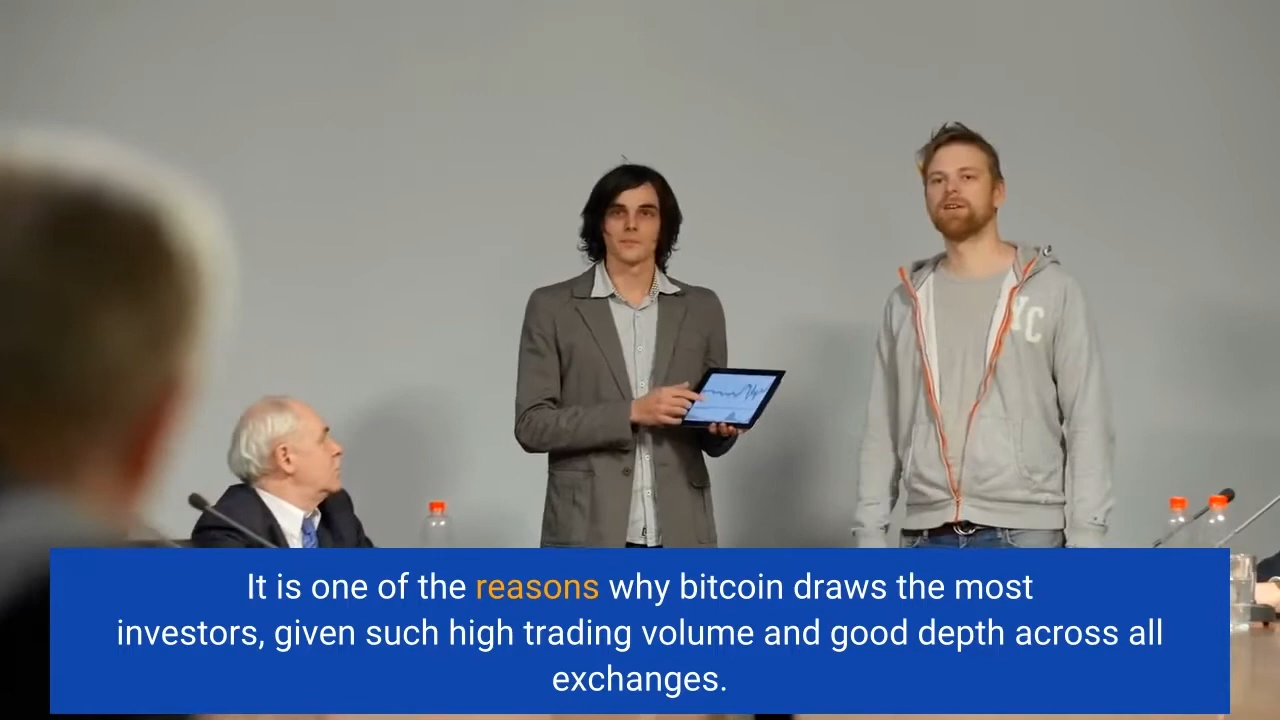 YC
It is one of the reasons why bitcoin draws the most
investors, given such high trading volume and good depth across all
exchanges.